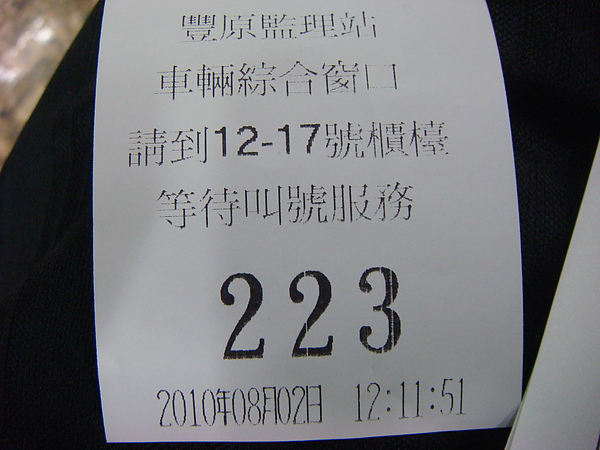 豐原監理站
車輛綜合窗口
請到12-17號櫃檯
等待叫號服務
223
2010年08月02日 12:11:51